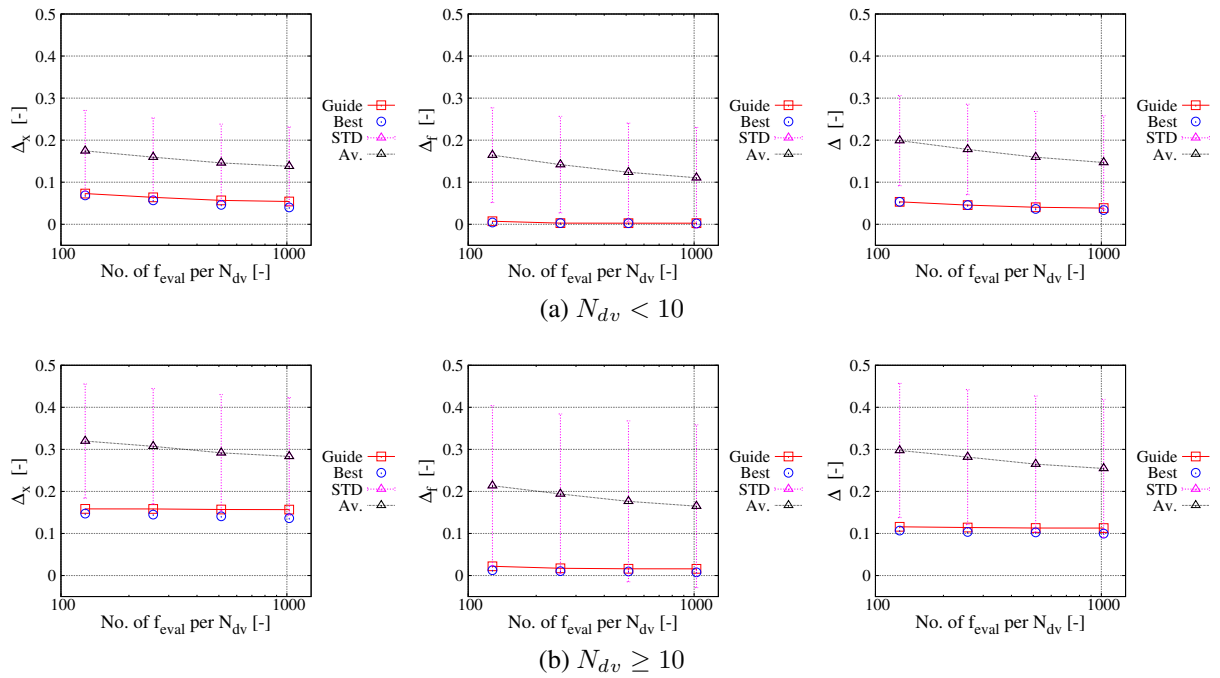 0.5
0.4
0.3
0.2
0.1
0
Δx [-]
100 1000
No. of feval per Ndv [-]
Guide
Best
STD
Av.
0.5
0.4
0.3
0.2
0.1
0
Δf [-]
100 1000
No. of feval per Ndv [-]
Guide
Best
STD
Av.
0.5
0.4
0.3
0.2
0.1
0
Δ [-]
100 1000
No. of feval per Ndv [-]
Guide
Best
STD
Av.
(a) Ndv < 10
0.5
0.4
0.3
0.2
0.1
0
Δx [-]
100 1000
No. of feval per Ndv [-]
Guide
Best
STD
Av.
0.5
0.4
0.3
0.2
0.1
0
Δf [-]
100 1000
No. of feval per Ndv [-]
Guide
Best
STD
Av.
0.5
0.4
0.3
0.2
0.1
0
Δ [-]
100 1000
No. of feval per Ndv [-]
Guide
Best
STD
Av.
(b) Ndv ≥ 10